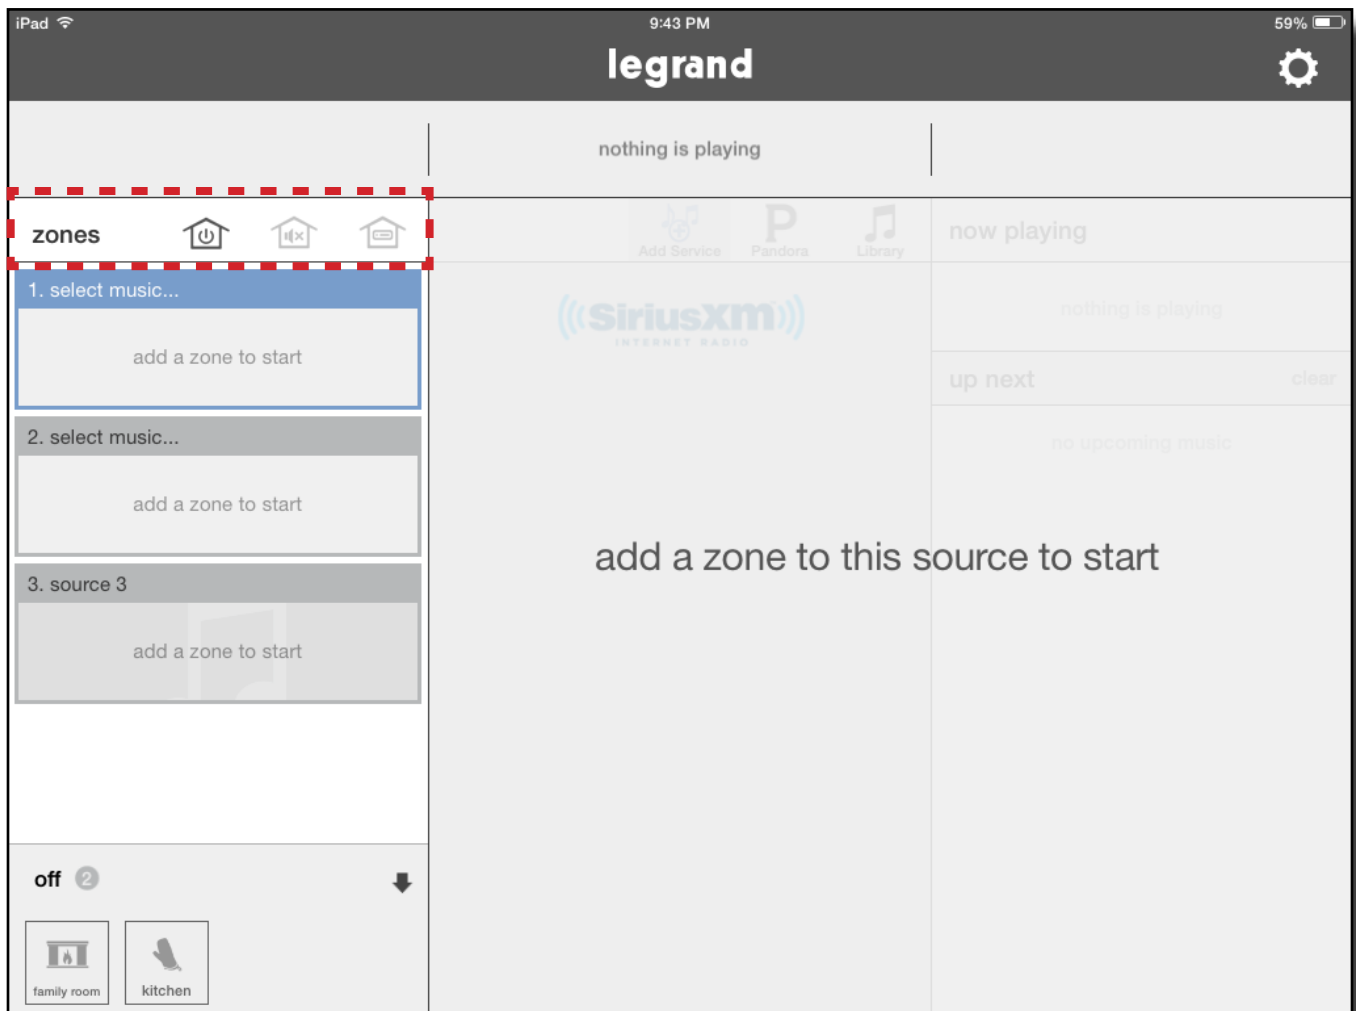 iPad
9:43 PM
59%
legrand
nothing is playing
zones
Add Service
Pandora
Library
now playing
1. select music...
add a zone to start
SiriusXM
INTERNET RADIO
nothing is playing
up next
clear
2. select music...
add a zone to start
no upcoming music
add a zone to this source to start
3. source 3
add a zone to start
off 2
family room
kitchen